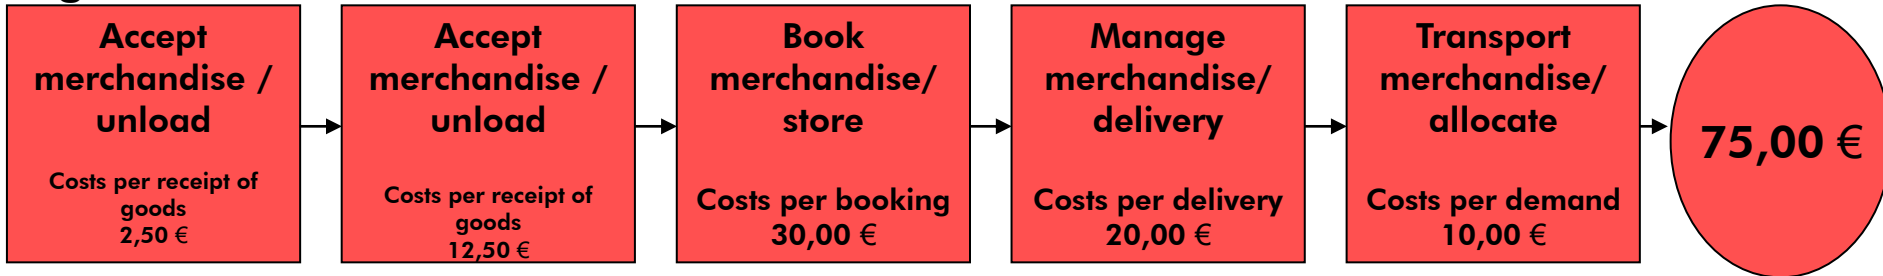 Accept
merchandise /
unload
Costs per receipt of
goods
2,50 €
Accept
merchandise /
unload
Costs per receipt of
goods
12,50 €
Book
merchandise/
store
Costs per booking
30,00 €
Manage
merchandise/
delivery
Costs per delivery
20,00 €
Transport
merchandise/
allocate
Costs per demand
10,00 €
75,00 €